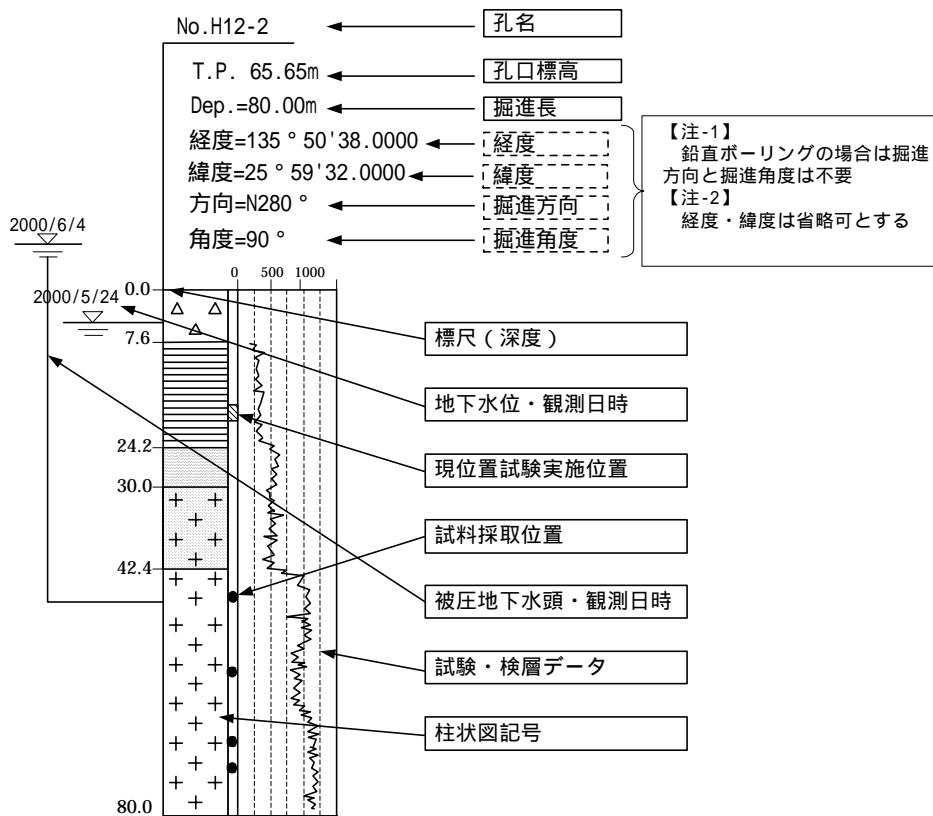 No.H12-2
孔名
T.P. 65.65m
孔口標高
Dep.=80.00m
掘進長
経度=135°50'38.0000
経度
緯度=25°59'32.0000
緯度
方向=N280°
掘進方向
角度=90°
掘進角度
【注-1】
鉛直ボーリングの場合は掘進
方向と掘進角度は不要
【注-2】
経度・緯度は省略可とする
2000/6/4
0 500 1000
0.0
2000/5/24
7.6
標尺(深度)
地下水位・観測日時
24.2
現位置試験実施位置
30.0
試料採取位置
42.4
被圧地下水頭・観測日時
試験・検層データ
柱状図記号
80.0